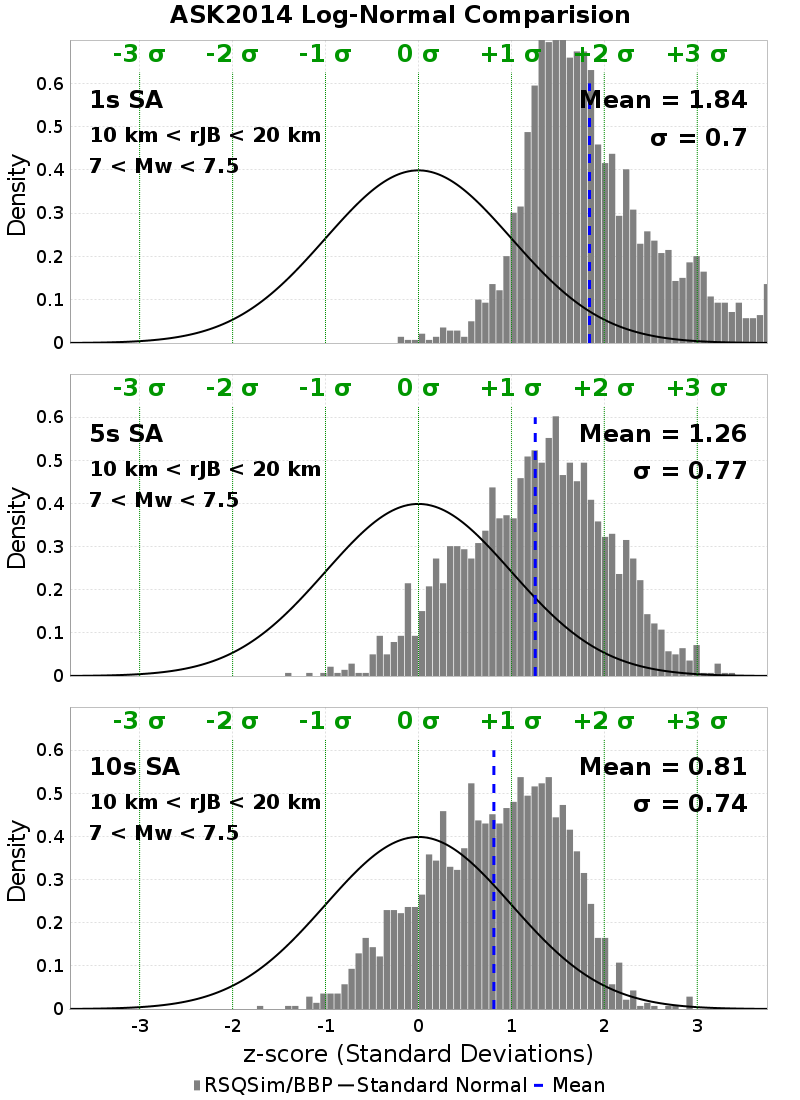 ASK2014 Log-Normal Comparision
-3 σ -2 σ -1 σ 0 σ +1 σ +2 σ +3 σ
0.6
1s SA Mean = 1.84
0.5
10 km < rJB < 20 km σ = 0.7
7 < Mw < 7.5
0.4
Density
0.3
0.2
0.1
0
-3 σ -2 σ -1 σ 0 σ +1 σ +2 σ +3 σ
0.6
5s SA Mean = 1.26
0.5
10 km < rJB < 20 km σ = 0.77
7 < Mw < 7.5
0.4
Density
0.3
0.2
0.1
0
-3 σ -2 σ -1 σ 0 σ +1 σ +2 σ +3 σ
0.6
10s SA Mean = 0.81
0.5
10 km < rJB < 20 km σ = 0.74
7 < Mw < 7.5
0.4
Density
0.3
0.2
0.1
0
-3 -2 -1 0 1 2 3
z-score (Standard Deviations)
RSQSim/BBP Standard Normal Mean